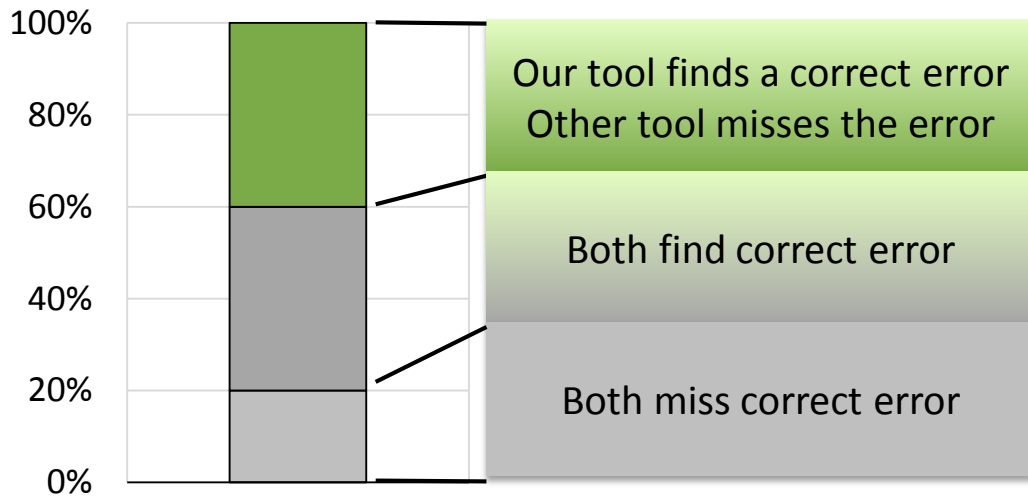 100%
80%
60%
40%
20%
0%
Our tool finds a correct error
Other tool misses the error
Both find correct error
Both miss correct error